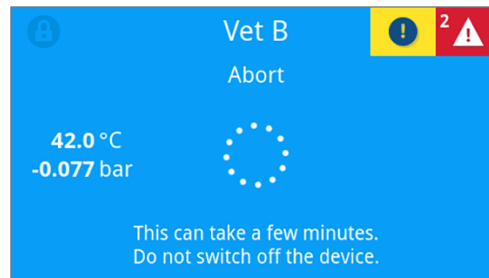 Vet B
!
2
!
Abort
42.0 °C
-0.077 bar
This can take a few minutes.
Do not switch off the device.